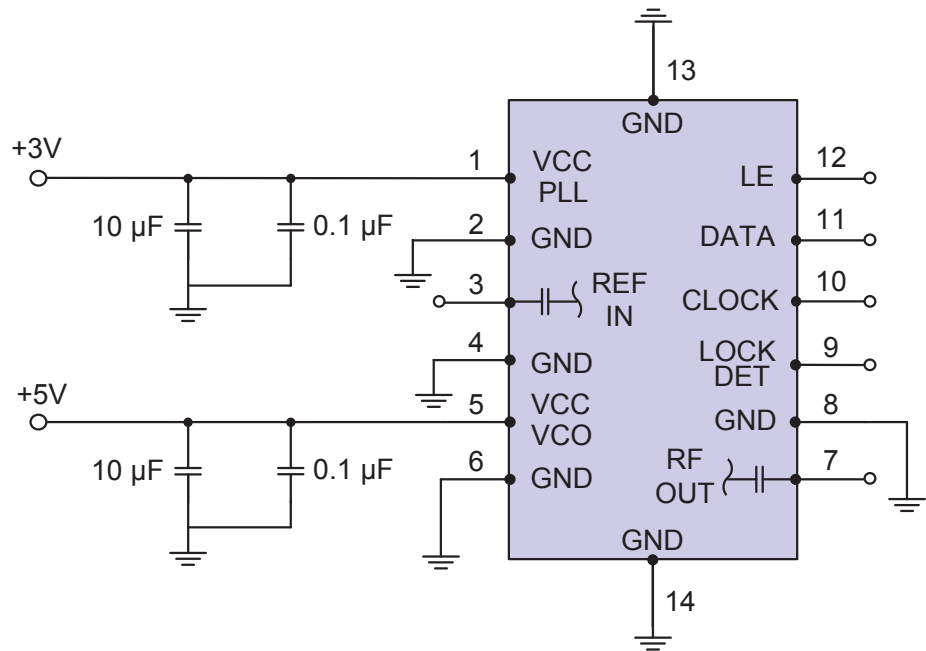 13
GND
+3V
1
VCC
PLL
12
LE
10 µF
0.1 µF
2
GND
11
DATA
3
REF
IN
10
CLOCK
4
GND
9
LOCK
DET
+5V
5
VCC
VCO
8
GND
10 µF
0.1 µF
6
GND
7
RF
OUT
GND
14